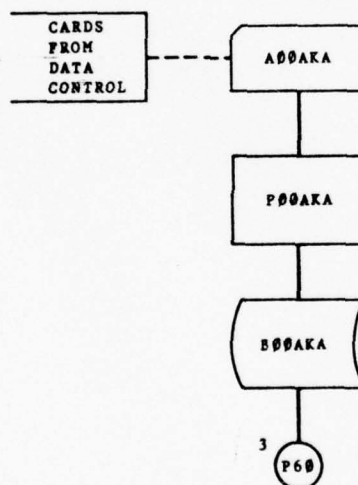 CARDS
FROM
DATA
CONTROL
AØØAKA
PØØAKA
BØØAKA
3
P6Ø